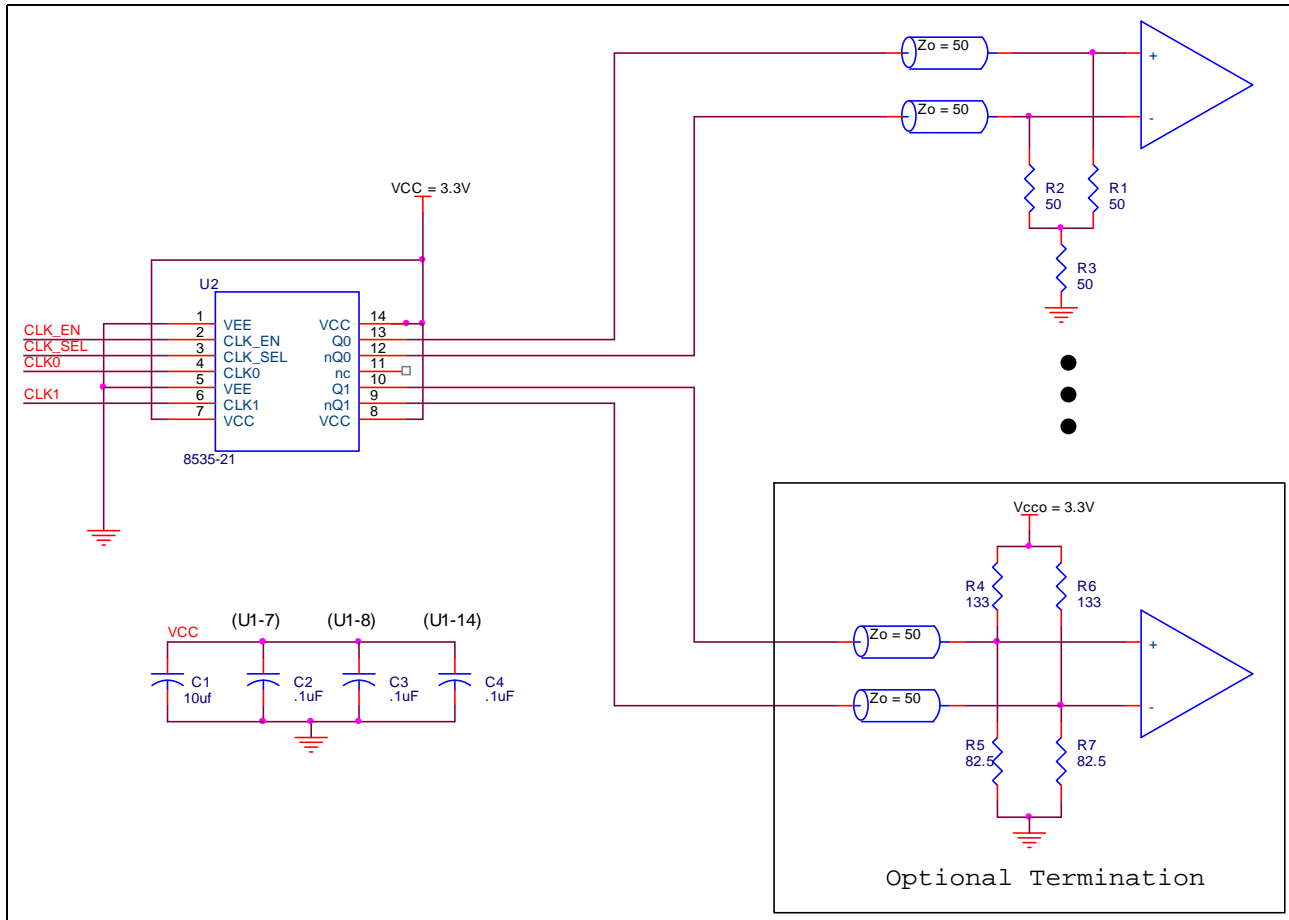 Zo = 50
+
Zo = 50
-
R2
50
R1
50
R3
50
VCC = 3.3V
U2
CLK_EN
CLK_SEL
CLK0
CLK1
1
2
3
4
5
6
7
VEE
CLK_EN
CLK_SEL
CLK0
VEE
CLK1
VCC
VCC
Q0
nQ0
nc
Q1
nQ1
VCC
14
13
12
11
10
9
8
8535-21
Vcco = 3.3V
R4
133
R6
133
Zo = 50
+
Zo = 50
-
R5
82.5
R7
82.5
Optional Termination
(U1-7)
(U1-8)
(U1-14)
VCC
C1
10uf
C2
.1uF
C3
.1uF
C4
.1uF